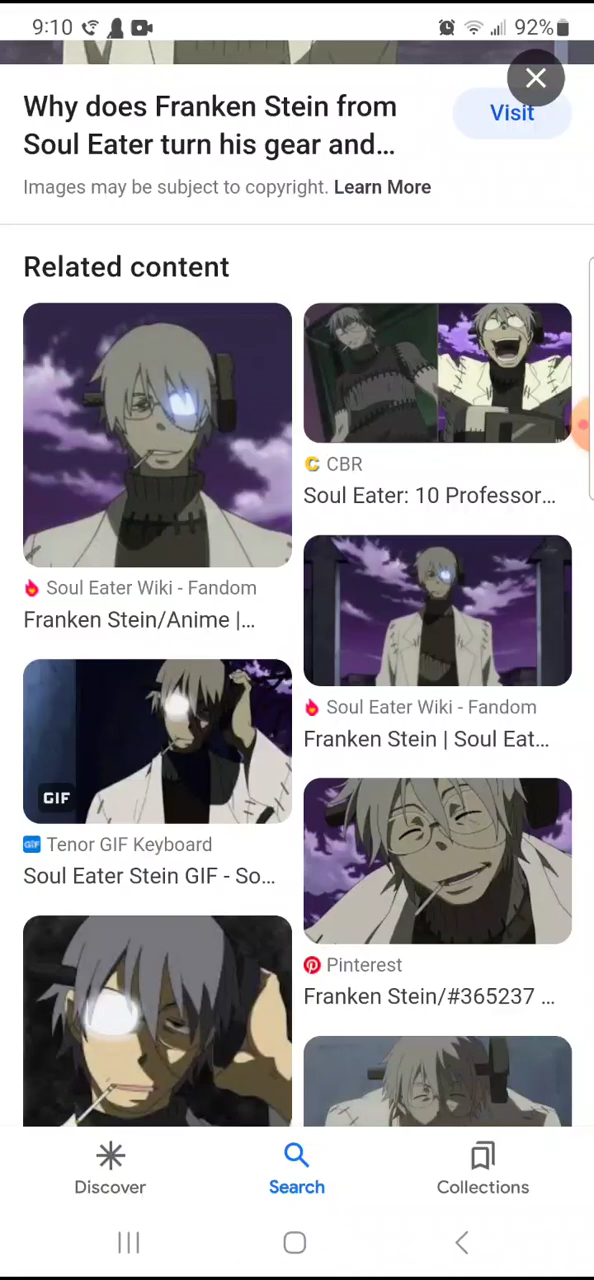 9:10
92%
Why does Franken Stein from
Soul Eater turn his gear and...
Visit
Images may be subject to copyright. Learn More
Related content
Soul Eater Wiki - Fandom
Franken Stein/Anime |...
GIF
GIF Tenor GIF Keyboard
Soul Eater Stein GIF - So...
CBR
Soul Eater: 10 Professor...
Soul Eater Wiki - Fandom
Franken Stein | Soul Eat...
Pinterest
Franken Stein/#365237 ...
Discover
Search
Collections